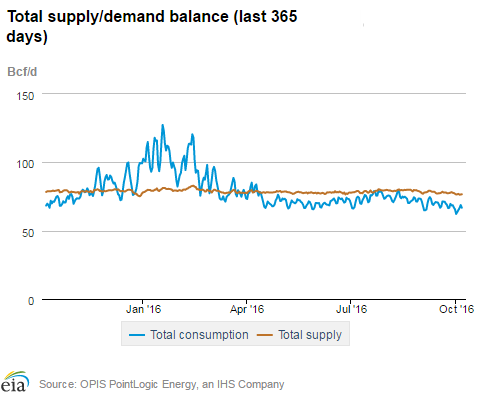 Total supply/demand balance (last 365
days)
Bcf/d
150
100
50
0
Jan '16
Apr '16
Jul '16
Oct '16
Total consumption
Total supply
eia
Source: OPIS PointLogic Energy, an IHS Company